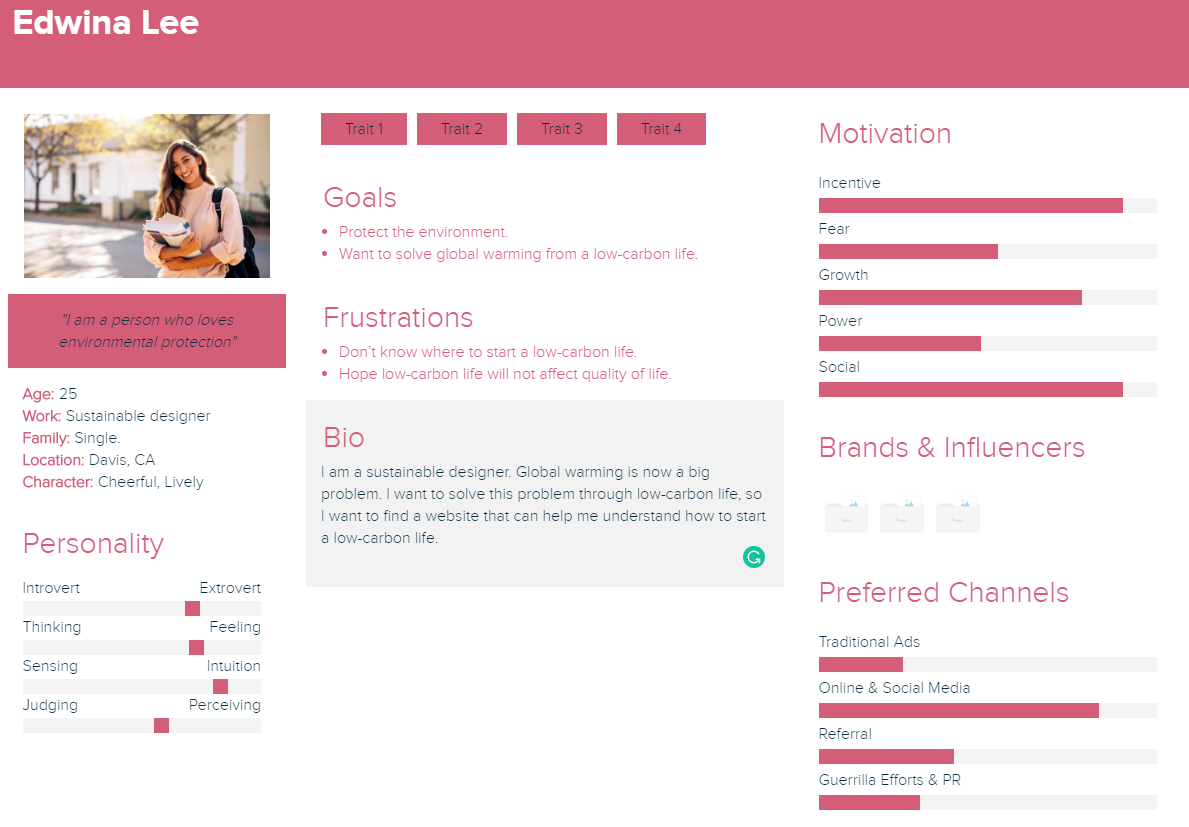 Edwina Lee
"I am a person who loves
environmental protection"
Age: 25
Work: Sustainable designer
Family: Single.
Location: Davis, CA
Character: Cheerful, Lively
Personality
Introvert Extrovert
Thinking Feeling
Sensing Intuition
Judging Perceiving
Trait 1 Trait 2 Trait 3 Trait 4
Goals
• Protect the environment.
• Want to solve global warming from a low-carbon life.
Frustrations
• Don’t know where to start a low-carbon life.
• Hope low-carbon life will not affect quality of life.
Bio
I am a sustainable designer. Global warming is now a big
problem. I want to solve this problem through low-carbon life, so
I want to find a website that can help me understand how to start
a low-carbon life.
Motivation
Incentive
Fear
Growth
Power
Social
Brands & Influencers
Preferred Channels
Traditional Ads
Online & Social Media
Referral
Guerrilla Efforts & PR